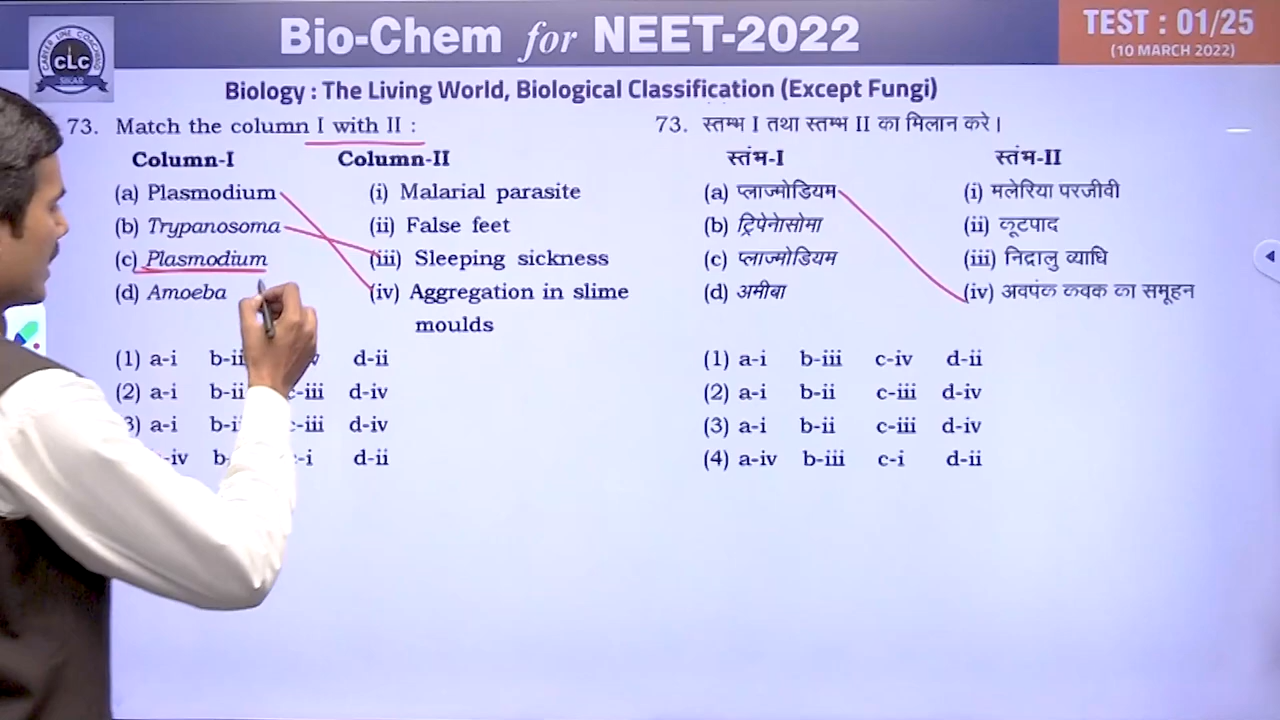 CAREER LINE COACHING
CLC
SIKAR
Bio-Chem for NEET-2022
TEST : 01/25
(10 MARCH 2022)
Biology : The Living World, Biological Classification (Except Fungi)
73. Match the column I with II :
Column-I Column-II
(a) Plasmodium (i) Malarial parasite
(b) Trypanosoma (ii) False feet
(c) Plasmodium (iii) Sleeping sickness
(d) Amoeba (iv) Aggregation in slime
moulds
(1) a-i b-ii d-ii
(2) a-i b-ii c-iii d-iv
3) a-i -iii d-iv
-iv -i d-ii
73. स्तम्भ I तथा स्तम्भ II का मिलान करे।
स्तंभ-I स्तंभ-II
(a) प्लाज्मोडियम (i) मलेरिया परजीवी
(b) ट्रिपेनोसोमा (ii) कूटपाद
(c) प्लाज्मोडियम (iii) निद्रालु व्याधि
(d) अमीबा (iv) अवपंक कवक का समूहन
(1) a-i b-iii c-iv d-ii
(2) a-i b-ii c-iii d-iv
(3) a-i b-ii c-iii d-iv
(4) a-iv b-iii c-i d-ii